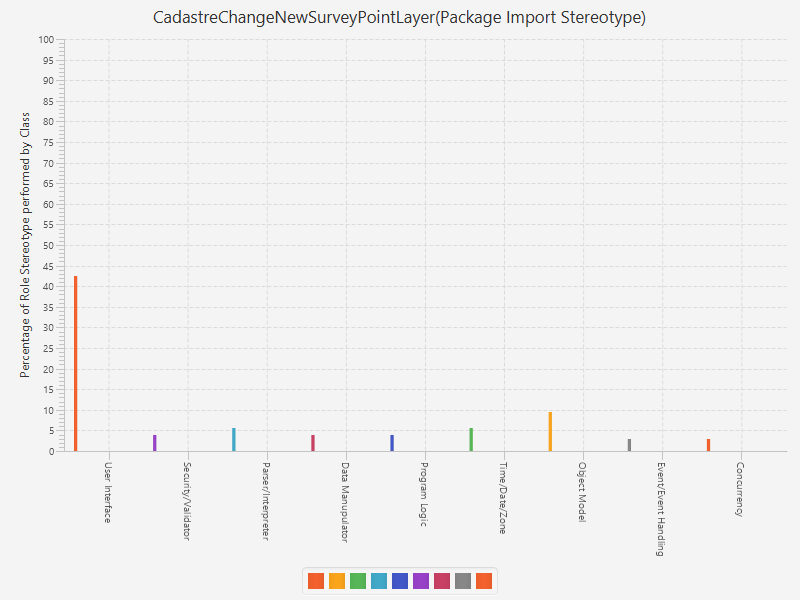 CadastreChangeNewSurveyPointLayer(Package Import Stereotype)
Percentage of Role Stereotype performed by Class
100
95
90
85
80
75
70
65
60
55
50
45
40
35
30
25
20
15
10
5
0
User Interface
Security/Validator
Parser/Interpreter
Data Manupulator
Program Logic
Time/Date/Zone
Object Model
Event/Event Handling
Concurrency